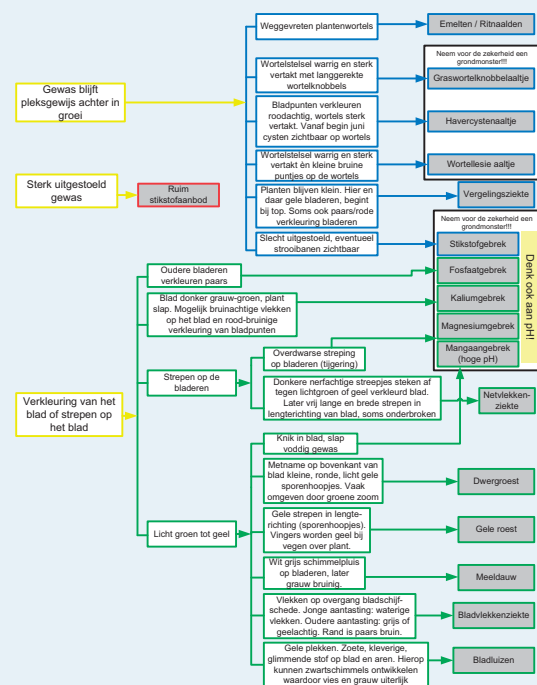 Weggevreten plantenwortels
Emelten / Ritnaalden
Neem voor de zekerheid een
grondmonster!!!
Wortelstelsel warrig en sterk
vertakt met langgerekte
wortelknobbels
Graswortelknobbelaaltje
Gewas blijft
pleksgewijs achter in
groei
Bladpunten verkleuren
roodachtig, wortels sterk
vertakt. Vanaf begin juni
cysten zichtbaar op wortels
Havercystenaaltje
Wortelstelsel warrig en sterk
vertakt èn kleine bruine
puntjes op de wortels
Wortellesie aaltje
Sterk uitgestoeld
gewas
Ruim
stikstofaanbod
Planten blijven klein. Hier en
daar gele bladeren, begint
bij top. Soms ook paars/rode
verkleuring bladeren
Vergelingsziekte
Neem voor de zekerheid een
grondmonster!!!
Slecht uitgestoeld, eventueel
strooibanen zichtbaar
Stikstofgebrek
Oudere bladeren
verkleuren paars
Fosfaatgebrek
Blad donker grauw-groen, plant
slap. Mogelijk bruinachtige vlekken
op het blad en rood-bruinige
verkleuring van bladpunten
Kaliumgebrek
Magnesiumgebrek
Mangaangebrek
(hoge pH)
Denk ook aan pH!
Verkleuring van het
blad of strepen op
het blad
Strepen op de
bladeren
Overdwarse streping
op bladeren (tijgering)
Donkere nerfachtige streepjes steken af
tegen lichtgroen of geel verkleurd blad.
Later vrij lange en brede strepen in
lengterichting van blad, soms onderbroken
Netvlekken-
ziekte
Licht groen tot geel
Knik in blad, slap
voddig gewas
Metname op bovenkant van
blad kleine, ronde, licht gele
sporenhoopjes. Vaak
omgeven door groene zoom
Dwergroest
Gele strepen in lengte-
richting (sporenhoopjes).
Vingers worden geel bij
vegen over plant.
Gele roest
Wit grijs schimmelpluis
op bladeren, later
grauw bruinig.
Meeldauw
Vlekken op overgang bladschijf-
schede. Jonge aantasting: waterige
vlekken. Oudere aantasting: grijs of
geelachtig. Rand is paars bruin.
Bladvlekkenziekte
Gele plekken. Zoete, kleverige,
glimmende stof op blad en aren. Hierop
kunnen zwartschimmels ontwikkelen
waardoor vies en grauw uiterlijk
Bladluizen